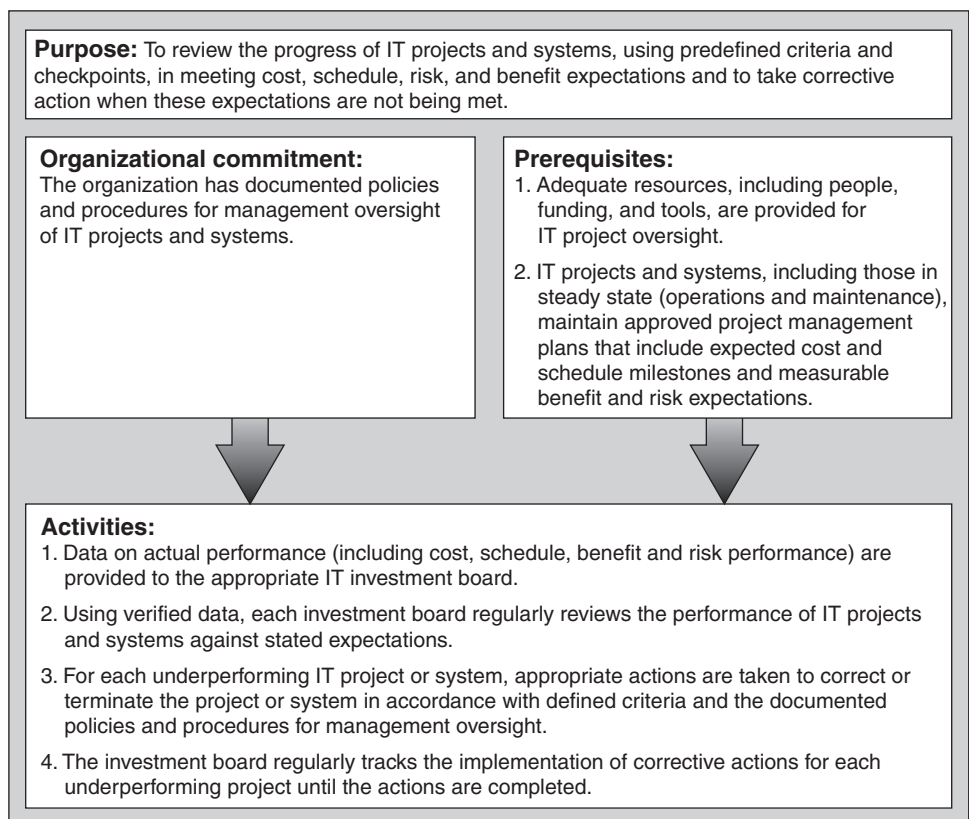 Purpose: To review the progress of IT projects and systems, using predefined criteria and
checkpoints, in meeting cost, schedule, risk, and benefit expectations and to take corrective
action when these expectations are not being met.
Organizational commitment:
The organization has documented policies
and procedures for management oversight
of IT projects and systems.
Prerequisites:
1. Adequate resources, including people,
funding, and tools, are provided for
IT project oversight.
2. IT projects and systems, including those in
steady state (operations and maintenance),
maintain approved project management
plans that include expected cost and
schedule milestones and measurable
benefit and risk expectations.
Activities:
1. Data on actual performance (including cost, schedule, benefit and risk performance) are
provided to the appropriate IT investment board.
2. Using verified data, each investment board regularly reviews the performance of IT projects
and systems against stated expectations.
3. For each underperforming IT project or system, appropriate actions are taken to correct or
terminate the project or system in accordance with defined criteria and the documented
policies and procedures for management oversight.
4. The investment board regularly tracks the implementation of corrective actions for each
underperforming project until the actions are completed.